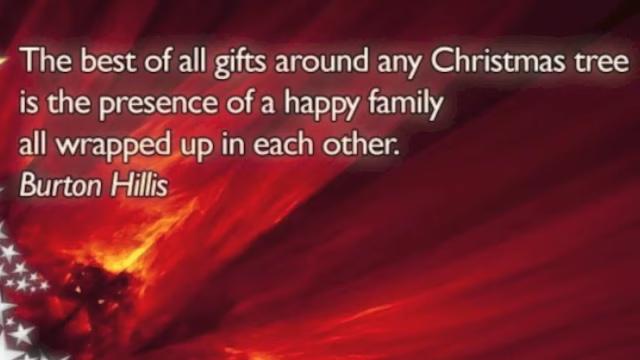 The best of all gifts around any Christmas tree
is the presence of a happy family
all wrapped up in each other.
Burton Hillis